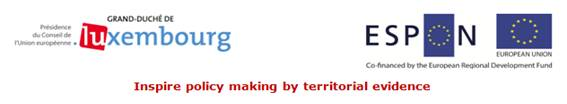 Présidence
du Conseil de
l'Union européenne
GRAND-DUCHÉ DE
luxembourg
ESPON
EUROPEAN UNION
Co-financed by the European Regional Development Fund
Inspire policy making by territorial evidence